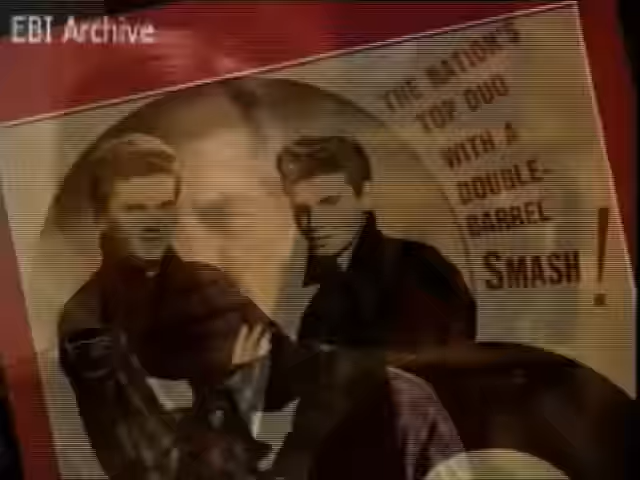 EBI Archive
THE NATION'S
TOP DUO
WITH A
DOUBLE-
BARREL
SMASH!